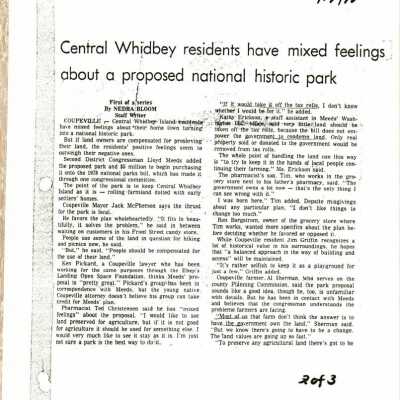 Central Whidbey residents have mixed feelings
about a proposed national historic park
First of a series
By NEDRA BLOOM
Staff Writer
COUPEVILLE — Central Whidbey Island residents
have mixed feelings about their home town turning
into a national historic park.
But if land owners are compensated for preserving
their land, the residents' positive feelings seem to
outweigh their negative ones.
Second District Congressman Lloyd Meeds added
the proposed park and $6 million to begin purchasing
it onto the 1978 national parks bill, which has made it
through one congressional committee.
The point of the park is to keep Central Whidbey
Island as it is — rolling farmland dotted with early
settlers' homes.
Coupeville Mayor Jack McPherson says the thrust
for the park is local.
He favors the plan wholeheartedly. "It fits in beau-
tifully, it solves the problem," he said in between
waiting on customers in his Front Street candy store.
People use some of the land in question for hiking
and picnics now, he said.
"But," he said, "People should be compensated for
the use of their land."
Ken Pickard, a Coupeville lawyer who has been
working for the same purposes through the Ebey's
Landing Open Space Foundation, thinks Meeds' pro-
posal is "pretty great." Pickard's group has been in
correspondence with Meeds, but the young native
Coupeville attorney doesn't believe his group can take
credit for Meeds' plan.
Pharmacist Ted Christensen said he has "mixed
feelings" about the proposal. "I would like to see
land preserved for agriculture, but if it is not good
for agriculture it should be used for something else. I
would very much like to see it stay as it is. I'm just
not sure a park is the best way to do it.
"If it would take it off the tax rolls, I don't know
whether I would be for it," he added.
Kathy Erickson, a staff assistant in Meeds' Wash-
ington D.C. office, said very little land should be
taken off the tax role, because the bill does not em-
power the government to condemn land. Only real
property sold or donated to the government would be
removed from tax rolls.
The whole point of handling the land can this way
is "to try to keep it in the hands of local people con-
tinuing their farming," Ms. Erickson said.
The pharmacist's son, Tim, who works in the gro-
cery store next to his father's pharmacy, said, "The
government owns a lot now — that's the only thing I
can see wrong with it."
I was born here," Tim added. Despite misgivings
about any particular plan. "I don't like things to
change too much."
Ben Bargstrom, owner of the grocery store where
Tim works, wanted more specifics about the plan be-
fore deciding whether he favored or opposed it.
While Coupeville resident Jim Griffin recognizes a
lot of historical value in his surroundings, he hopes
that "a balanced approach in the way of building and
access" will be maintained.
"It's rather selfish to keep it as a playground for
just a few," Griffin added.
Coupeville farmer Al Sherman, who serves on the
county Planning Commission, said the park proposal
sounds like a good idea, though he, too, is unfamiliar
with details. But he has been in contact with Meeds
and believes that the congressman understands the
problems farmers are facing.
"Most of us that farm don't think the answer is to
have the government own the land," Sherman said.
"But we know there's going to have to be a change.
The land values are going up so fast."
"To preserve any agricultural land there's got to be
2 of 3